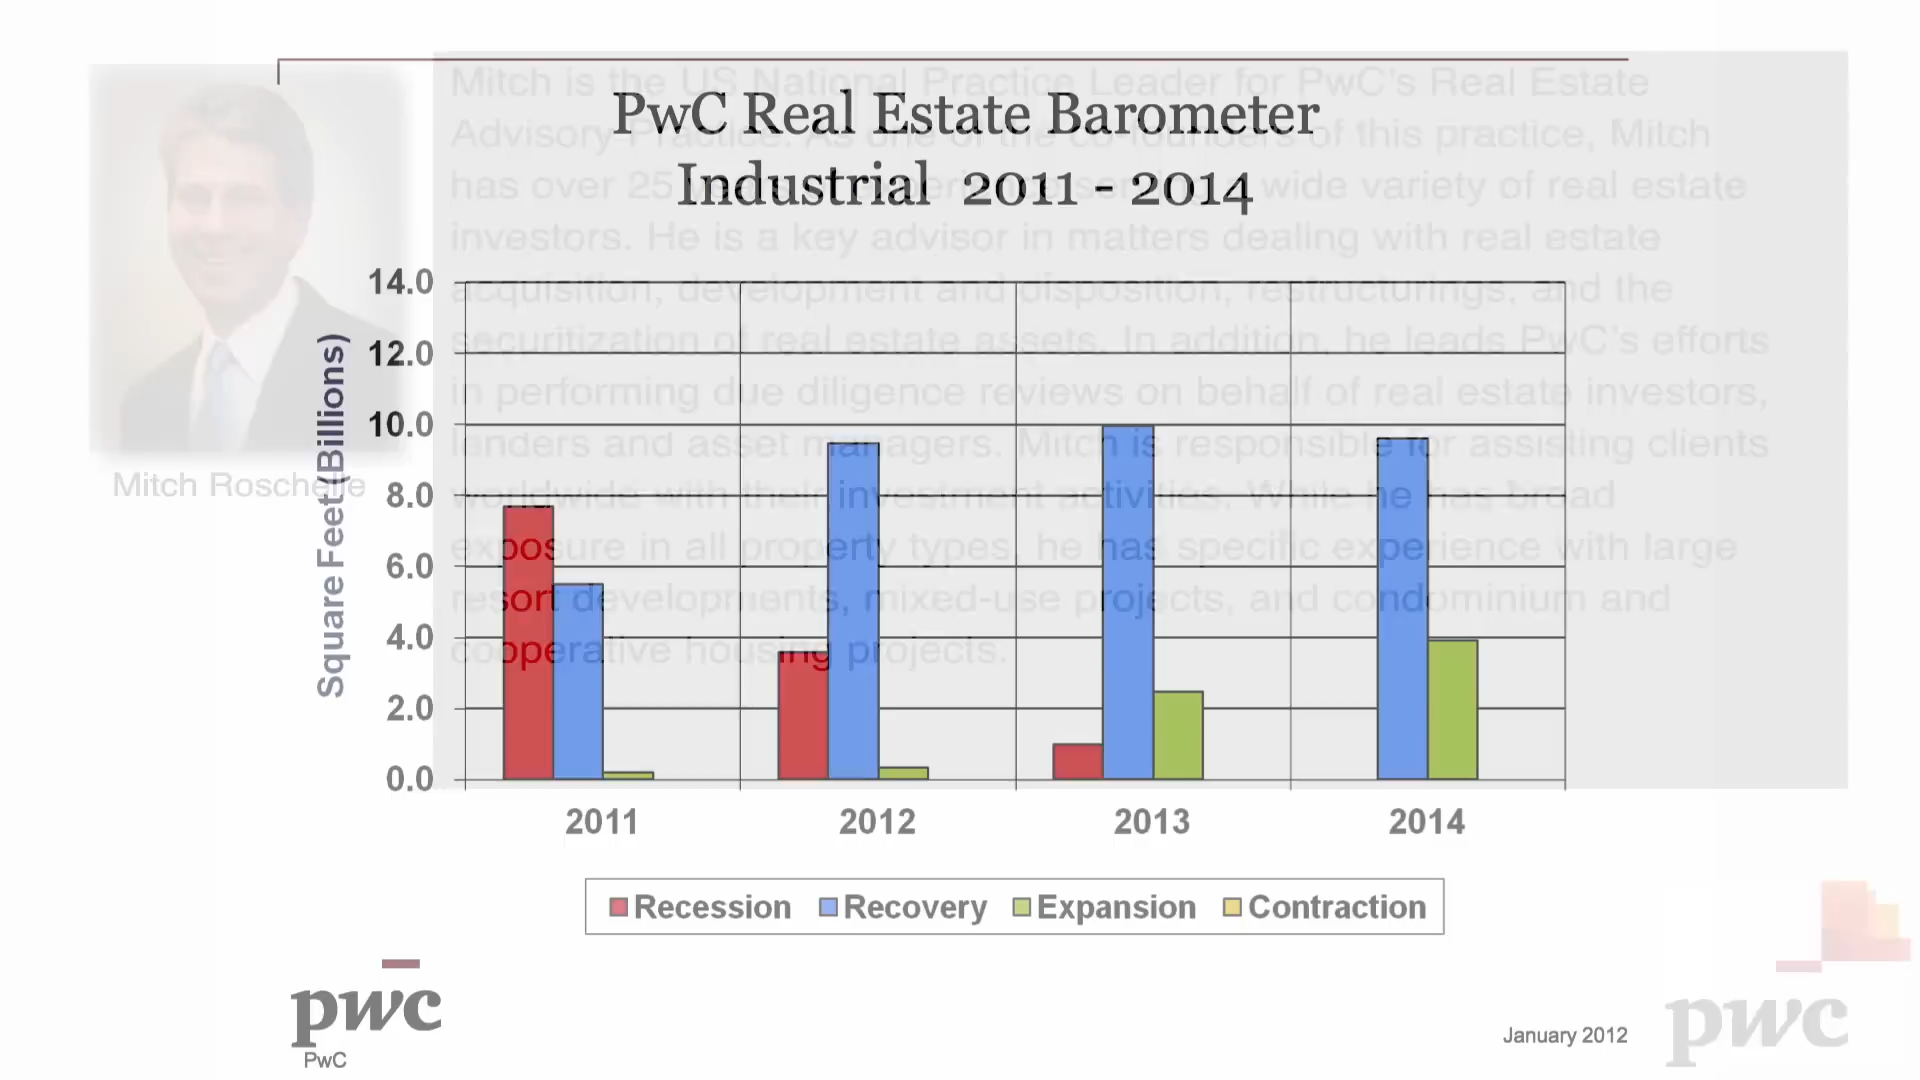 PwC Real Estate Barometer
Industrial 2011 - 2014
Mitch is the US National Practice Leader for PwC's Real Estate
Advisory Practice. As one of the co-founders of this practice, Mitch
has over 25 years experience serving a wide variety of real estate
investors. He is a key advisor in matters dealing with real estate
acquisition, development and disposition, restructurings, and the
securitization of real estate assets. In addition, he leads PwC's efforts
in performing due diligence reviews on behalf of real estate investors,
lenders and asset managers. Mitch is responsible for assisting clients
worldwide with their investment activities. While he has broad
exposure in all property types, he has specific experience with large
resort developments, mixed-use projects, and condominium and
cooperative housing projects.
Mitch Roschelle
Square Feet (Billions)
14.0
12.0
10.0
8.0
6.0
4.0
2.0
0.0
2011 2012 2013 2014
Recession Recovery Expansion Contraction
pwc
PwC
January 2012
pwc